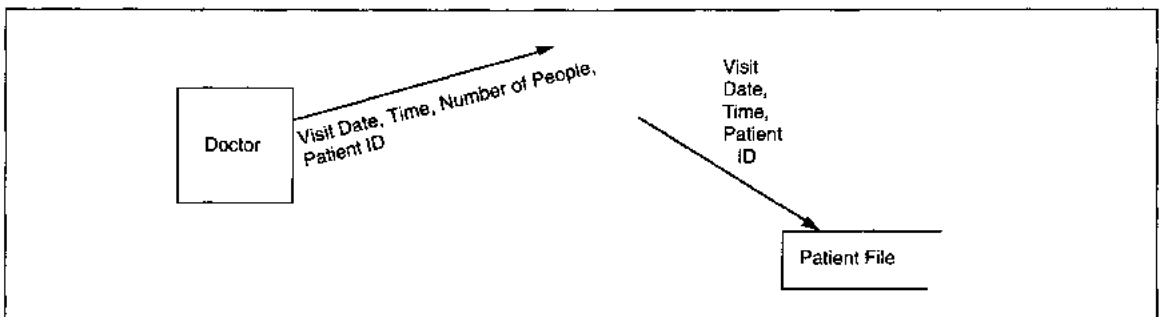 Doctor
Visit Date, Time, Number of People,
Patient ID
Visit
Date,
Time,
Patient
ID
Patient File